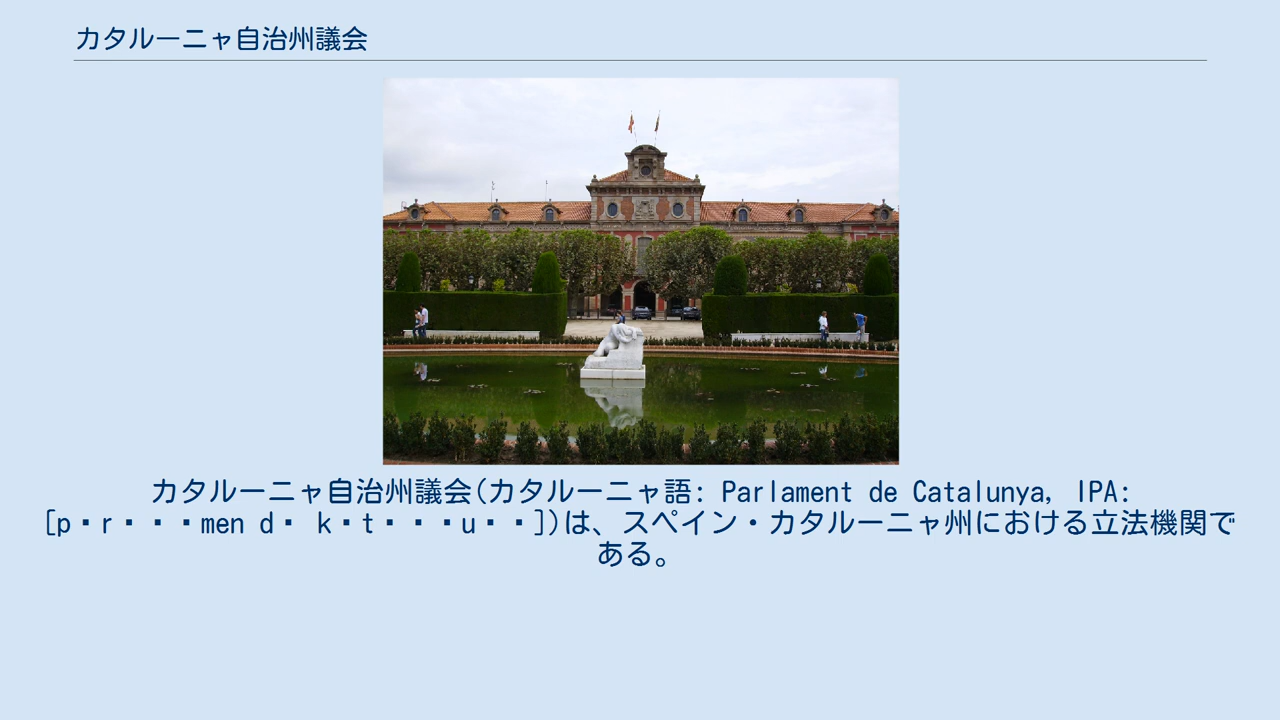 カタルーニャ自治州議会
カタルーニャ自治州議会(カタルーニャ語: Parlament de Catalunya, IPA:
[p▪r▪▪▪men d▪ k▪t▪▪▪u▪▪])は、スペイン・カタルーニャ州における立法機関で
ある。